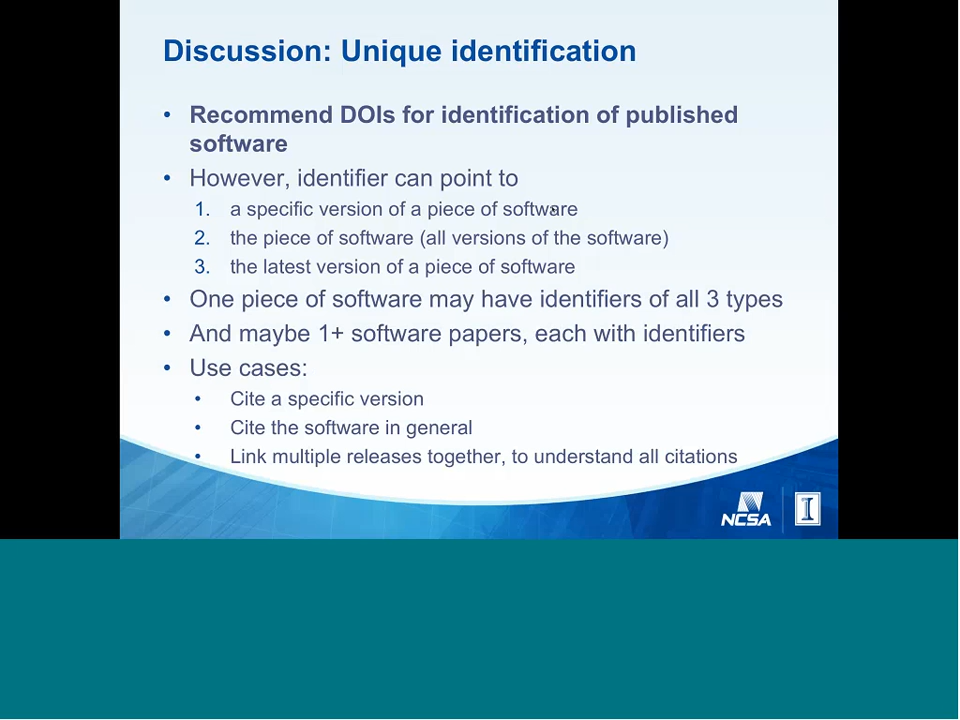 Discussion: Unique identification
• Recommend DOIs for identification of published
software
• However, identifier can point to
1. a specific version of a piece of software
2. the piece of software (all versions of the software)
3. the latest version of a piece of software
• One piece of software may have identifiers of all 3 types
• And maybe 1+ software papers, each with identifiers
• Use cases:
• Cite a specific version
• Cite the software in general
• Link multiple releases together, to understand all citations
NCSA I